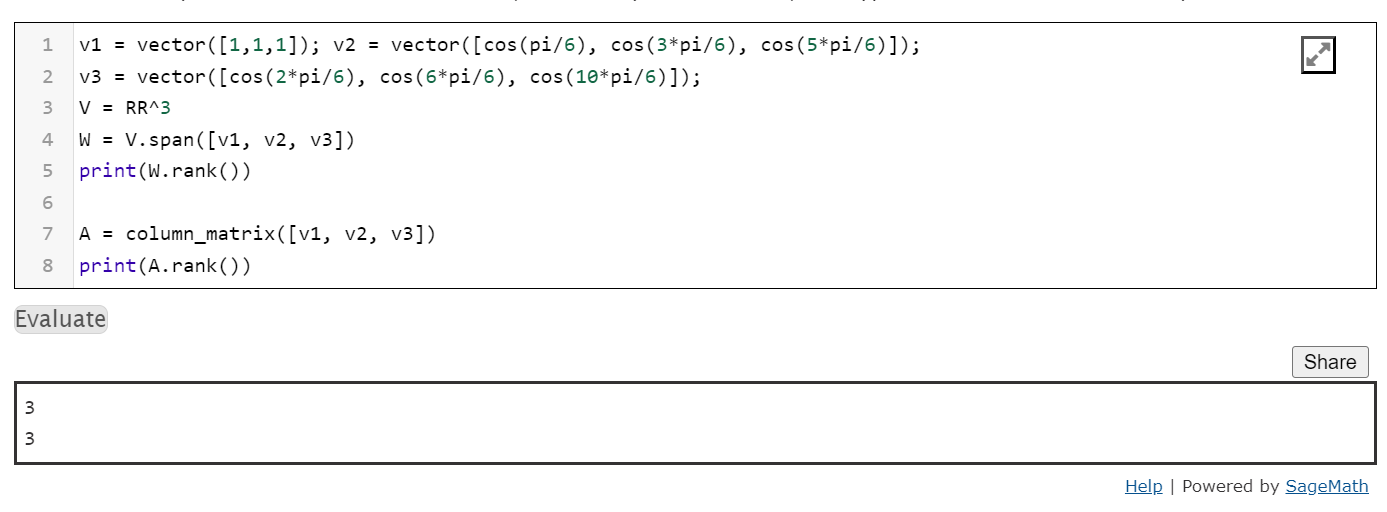 1 v1 = vector([1,1,1]); v2 = vector([cos(pi/6), cos(3*pi/6), cos(5*pi/6)]);
2 v3 = vector([cos(2*pi/6), cos(6*pi/6), cos(10*pi/6)]);
3 V = RR^3
4 W = V.span([v1, v2, v3])
5 print(W.rank())
6
7 A = column_matrix([v1, v2, v3])
8 print(A.rank())
Evaluate
Share
3
3
Help | Powered by SageMath